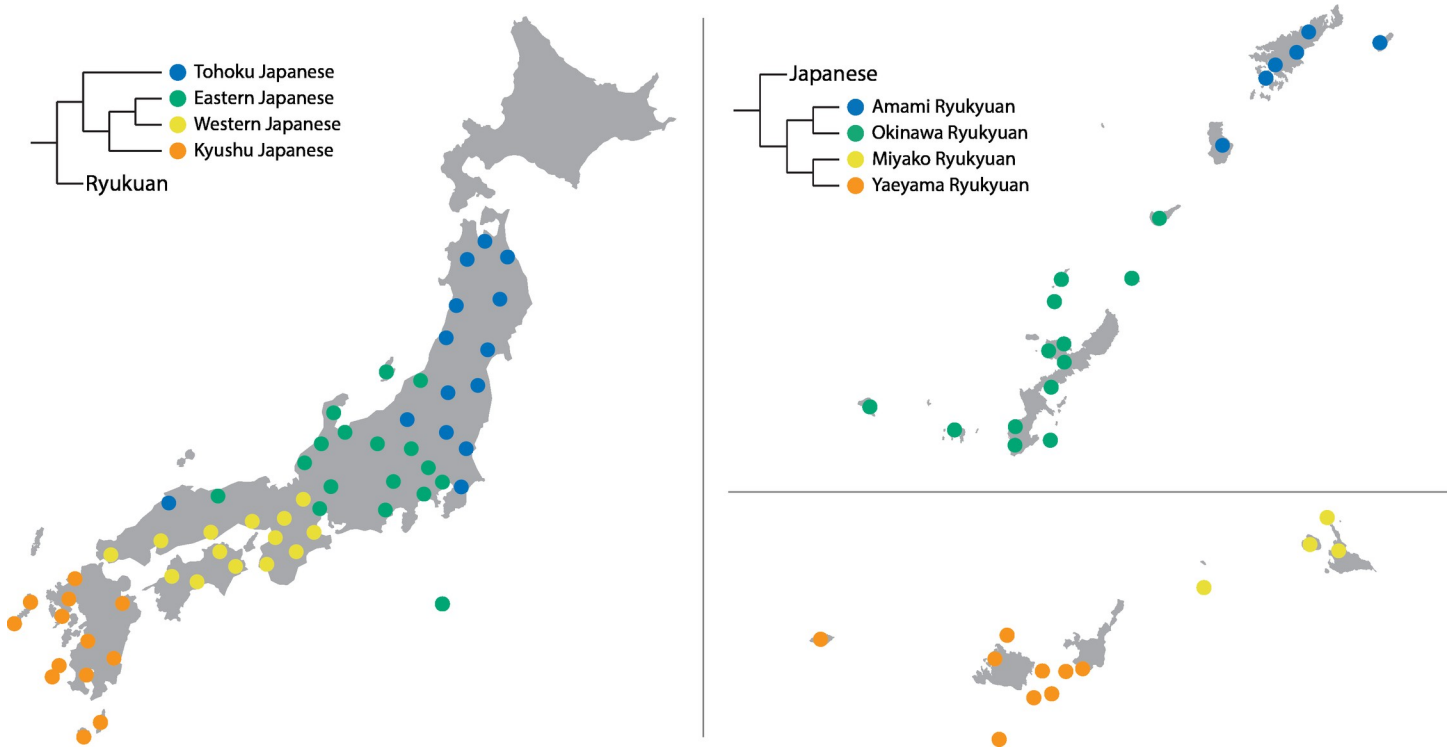 Tohoku Japanese
Eastern Japanese
Western Japanese
Kyushu Japanese
Ryukuan
Japanese
Amami Ryukyuan
Okinawa Ryukyuan
Miyako Ryukyuan
Yaeyama Ryukyuan